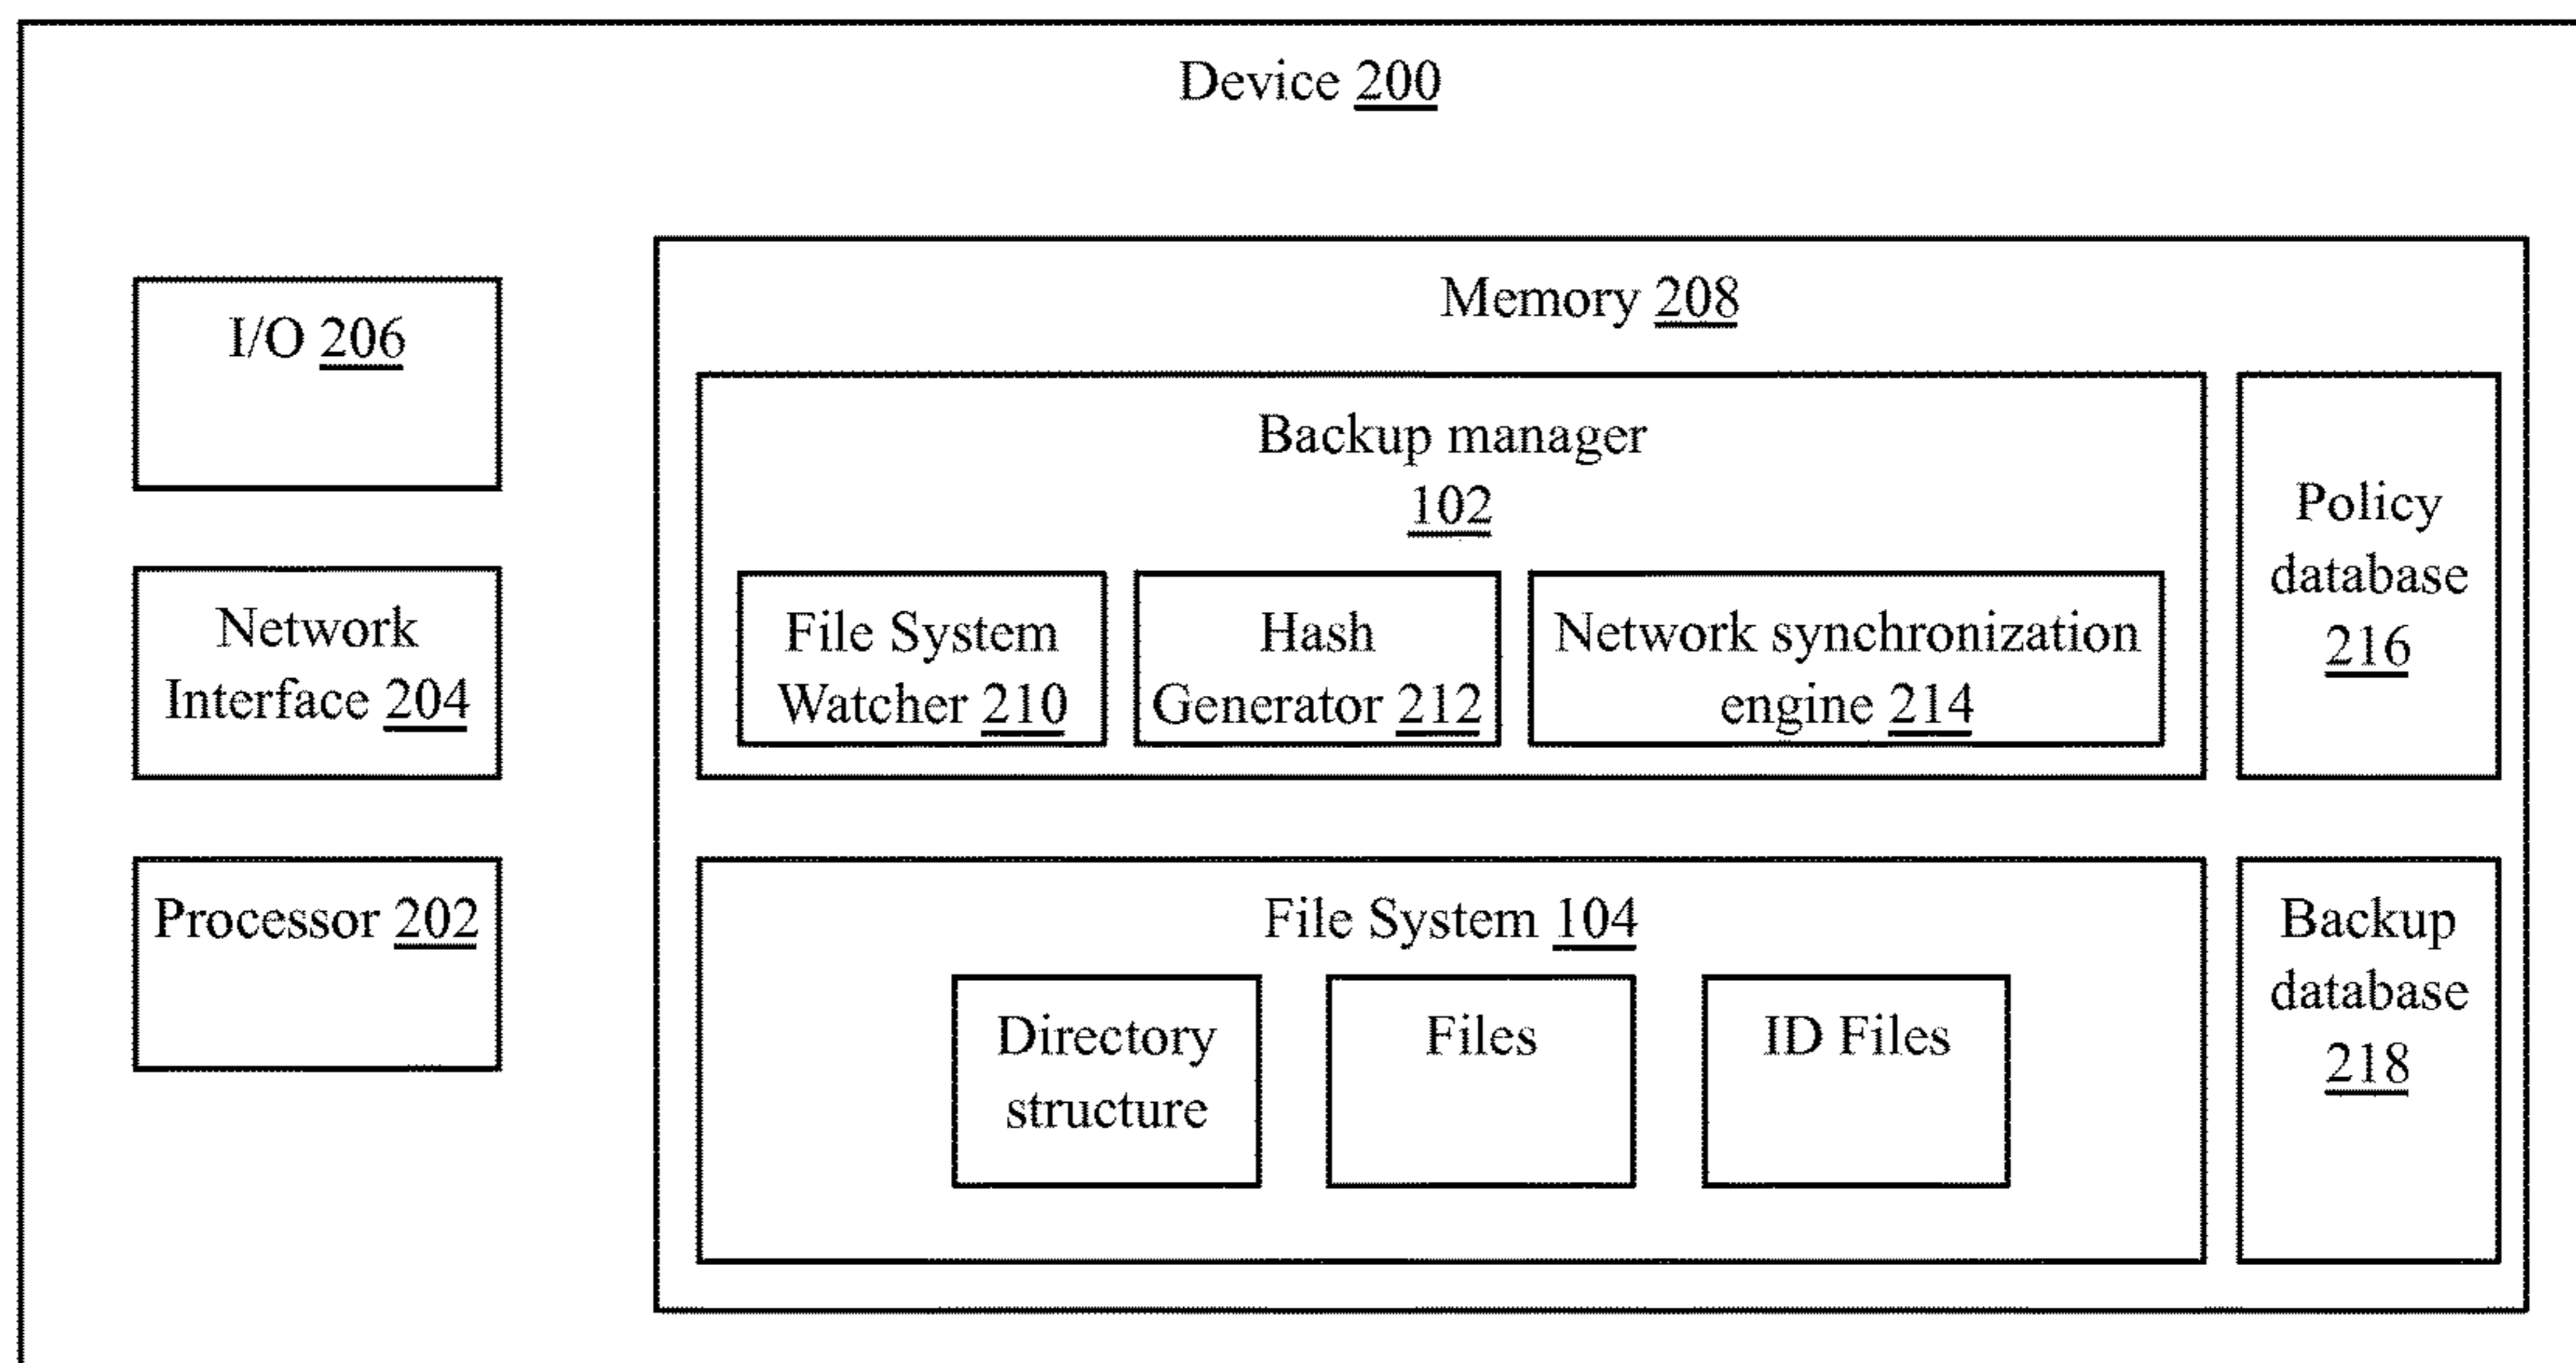 Device 200
I/O 206
Network
Interface 204
Processor 202
Memory 208
Backup manager
102
File System
Watcher 210
Hash
Generator 212
Network synchronization
engine 214
Policy
database
216
File System 104
Directory
structure
Files
ID Files
Backup
database
218